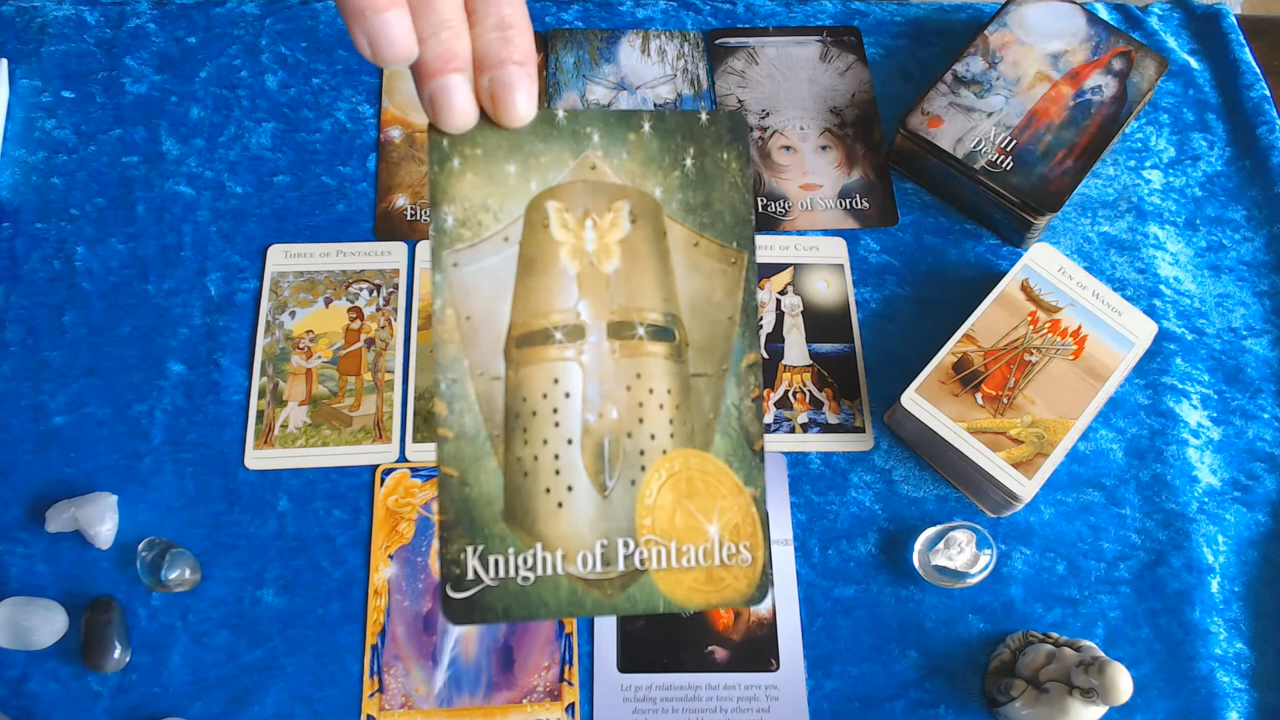 XIII
Death
Eig
Page of Swords
Three of Pentacles
ree of Cups
Ten of Wands
Knight of Pentacles
Let go of relationships that don't serve you,
including unavailable or toxic people. You
deserve to be treasured by others and